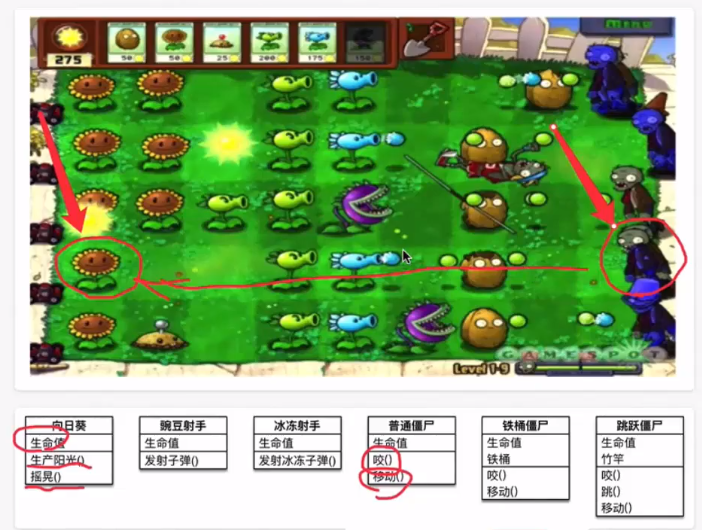 Menu
275
50
50
25
200
175
150
GAMESPOT
Level 1-9
向日葵
生命值
生产阳光()
摇晃()
豌豆射手
生命值
发射子弹()
冰冻射手
生命值
发射冰冻子弹()
普通僵尸
生命值
咬()
移动()
铁桶僵尸
生命值
铁桶
咬()
移动()
跳跃僵尸
生命值
竹竿
咬()
跳()
移动()